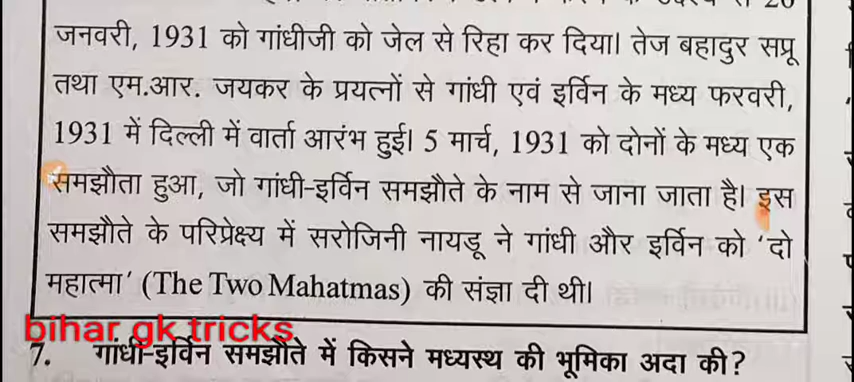 जनवरी, 1931 को गांधीजी को जेल से रिहा कर दिया। तेज बहादुर सप्रू
तथा एम.आर. जयकर के प्रयत्नों से गांधी एवं इर्विन के मध्य फरवरी,
1931 में दिल्ली में वार्ता आरंभ हुई। 5 मार्च, 1931 को दोनों के मध्य एक
समझौता हुआ, जो गांधी-इर्विन समझौते के नाम से जाना जाता है। इस
समझौते के परिप्रेक्ष्य में सरोजिनी नायडू ने गांधी और इर्विन को ‘दो
महात्मा’ (The Two Mahatmas) की संज्ञा दी थी।
bihar gk tricks
7. गांधी-इर्विन समझौते में किसने मध्यस्थ की भूमिका अदा की?